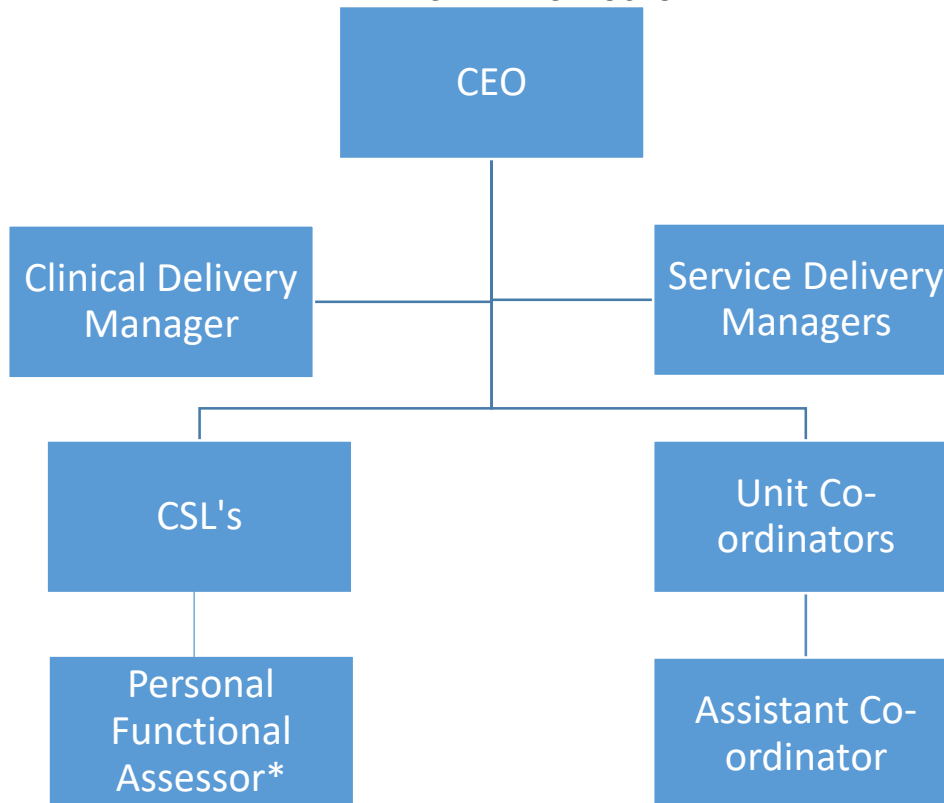 CEO
Clinical Delivery
Manager
Service Delivery
Managers
CSL's
Unit Co-
ordinators
Personal
Functional
Assessor*
Assistant Co-
ordinator